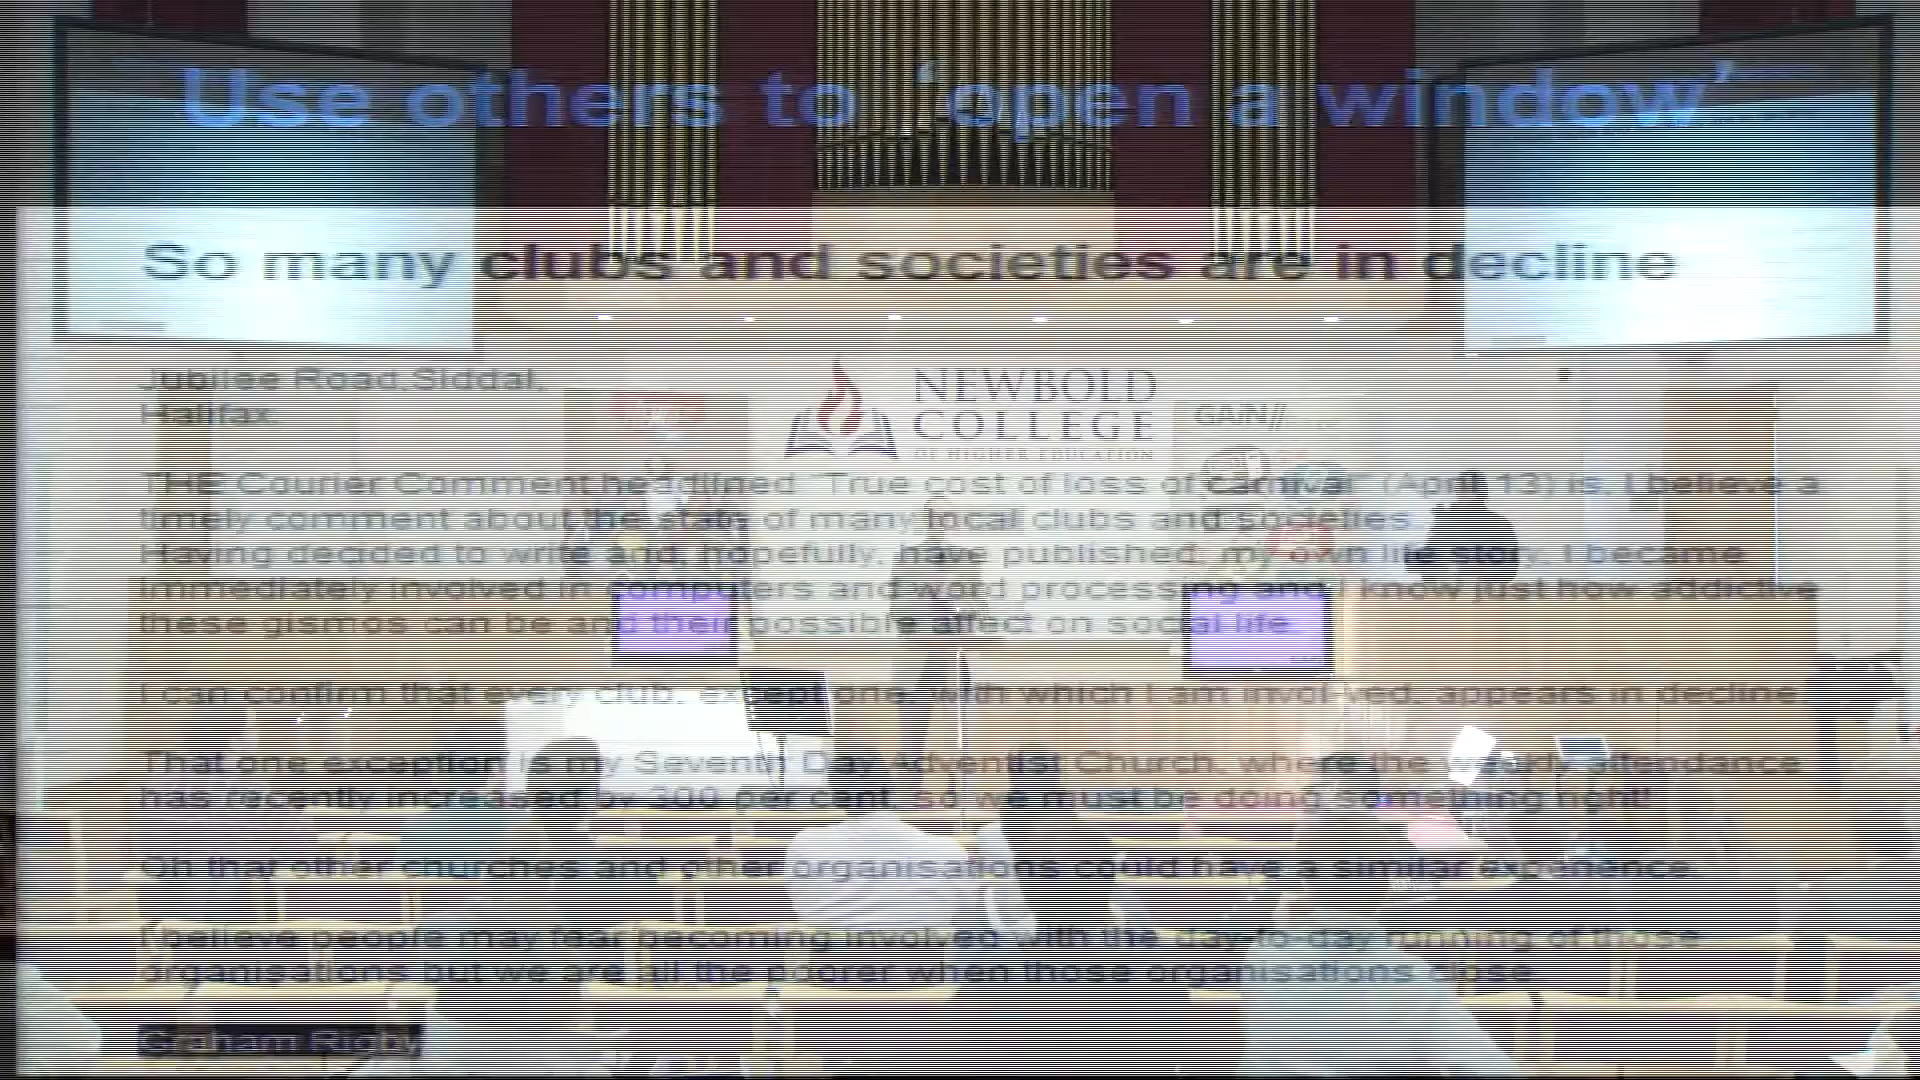 Use others to ‘open a window’
So many clubs and societies are in decline
Jubilee Road,Siddal,
Halifax.
NEWBOLD
COLLEGE
OF HIGHER EDUCATION
GAiN//
THE Courier Comment headlined "True cost of loss of carnival" (April 13) is, I believe a
timely comment about the state of many local clubs and societies.
Having decided to write and, hopefully, have published, my own life story, I became
immediately involved in computers and word processing and I know just how addictive
these gismos can be and their possible affect on social life.
I can confirm that every club, except one, with which I am invol-ved, appears in decline.
That one exception is my Seventh Day Adventist Church, where the weekly attendance
has recently increased by 300 per cent, so we must be doing something right!
Oh that other churches and other organisations could have a similar experience.
I believe people may fear becoming involved with the day-to-day running of those
organisations but we are all the poorer when those organisations close
Graham Rigby